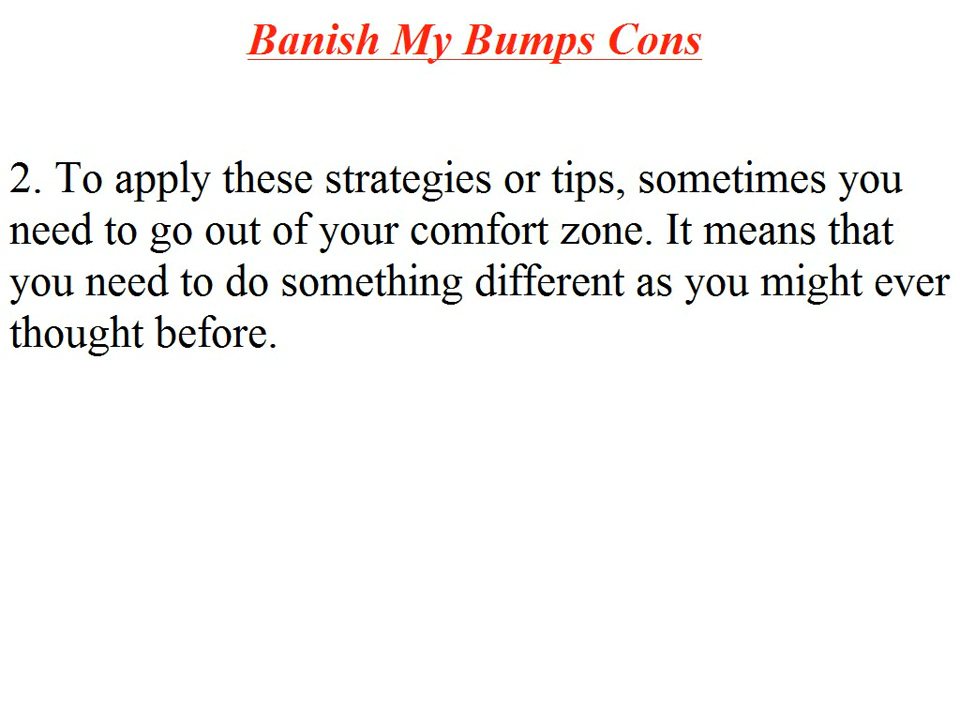 Banish My Bumps Cons
2. To apply these strategies or tips, sometimes you
need to go out of your comfort zone. It means that
you need to do something different as you might ever
thought before.